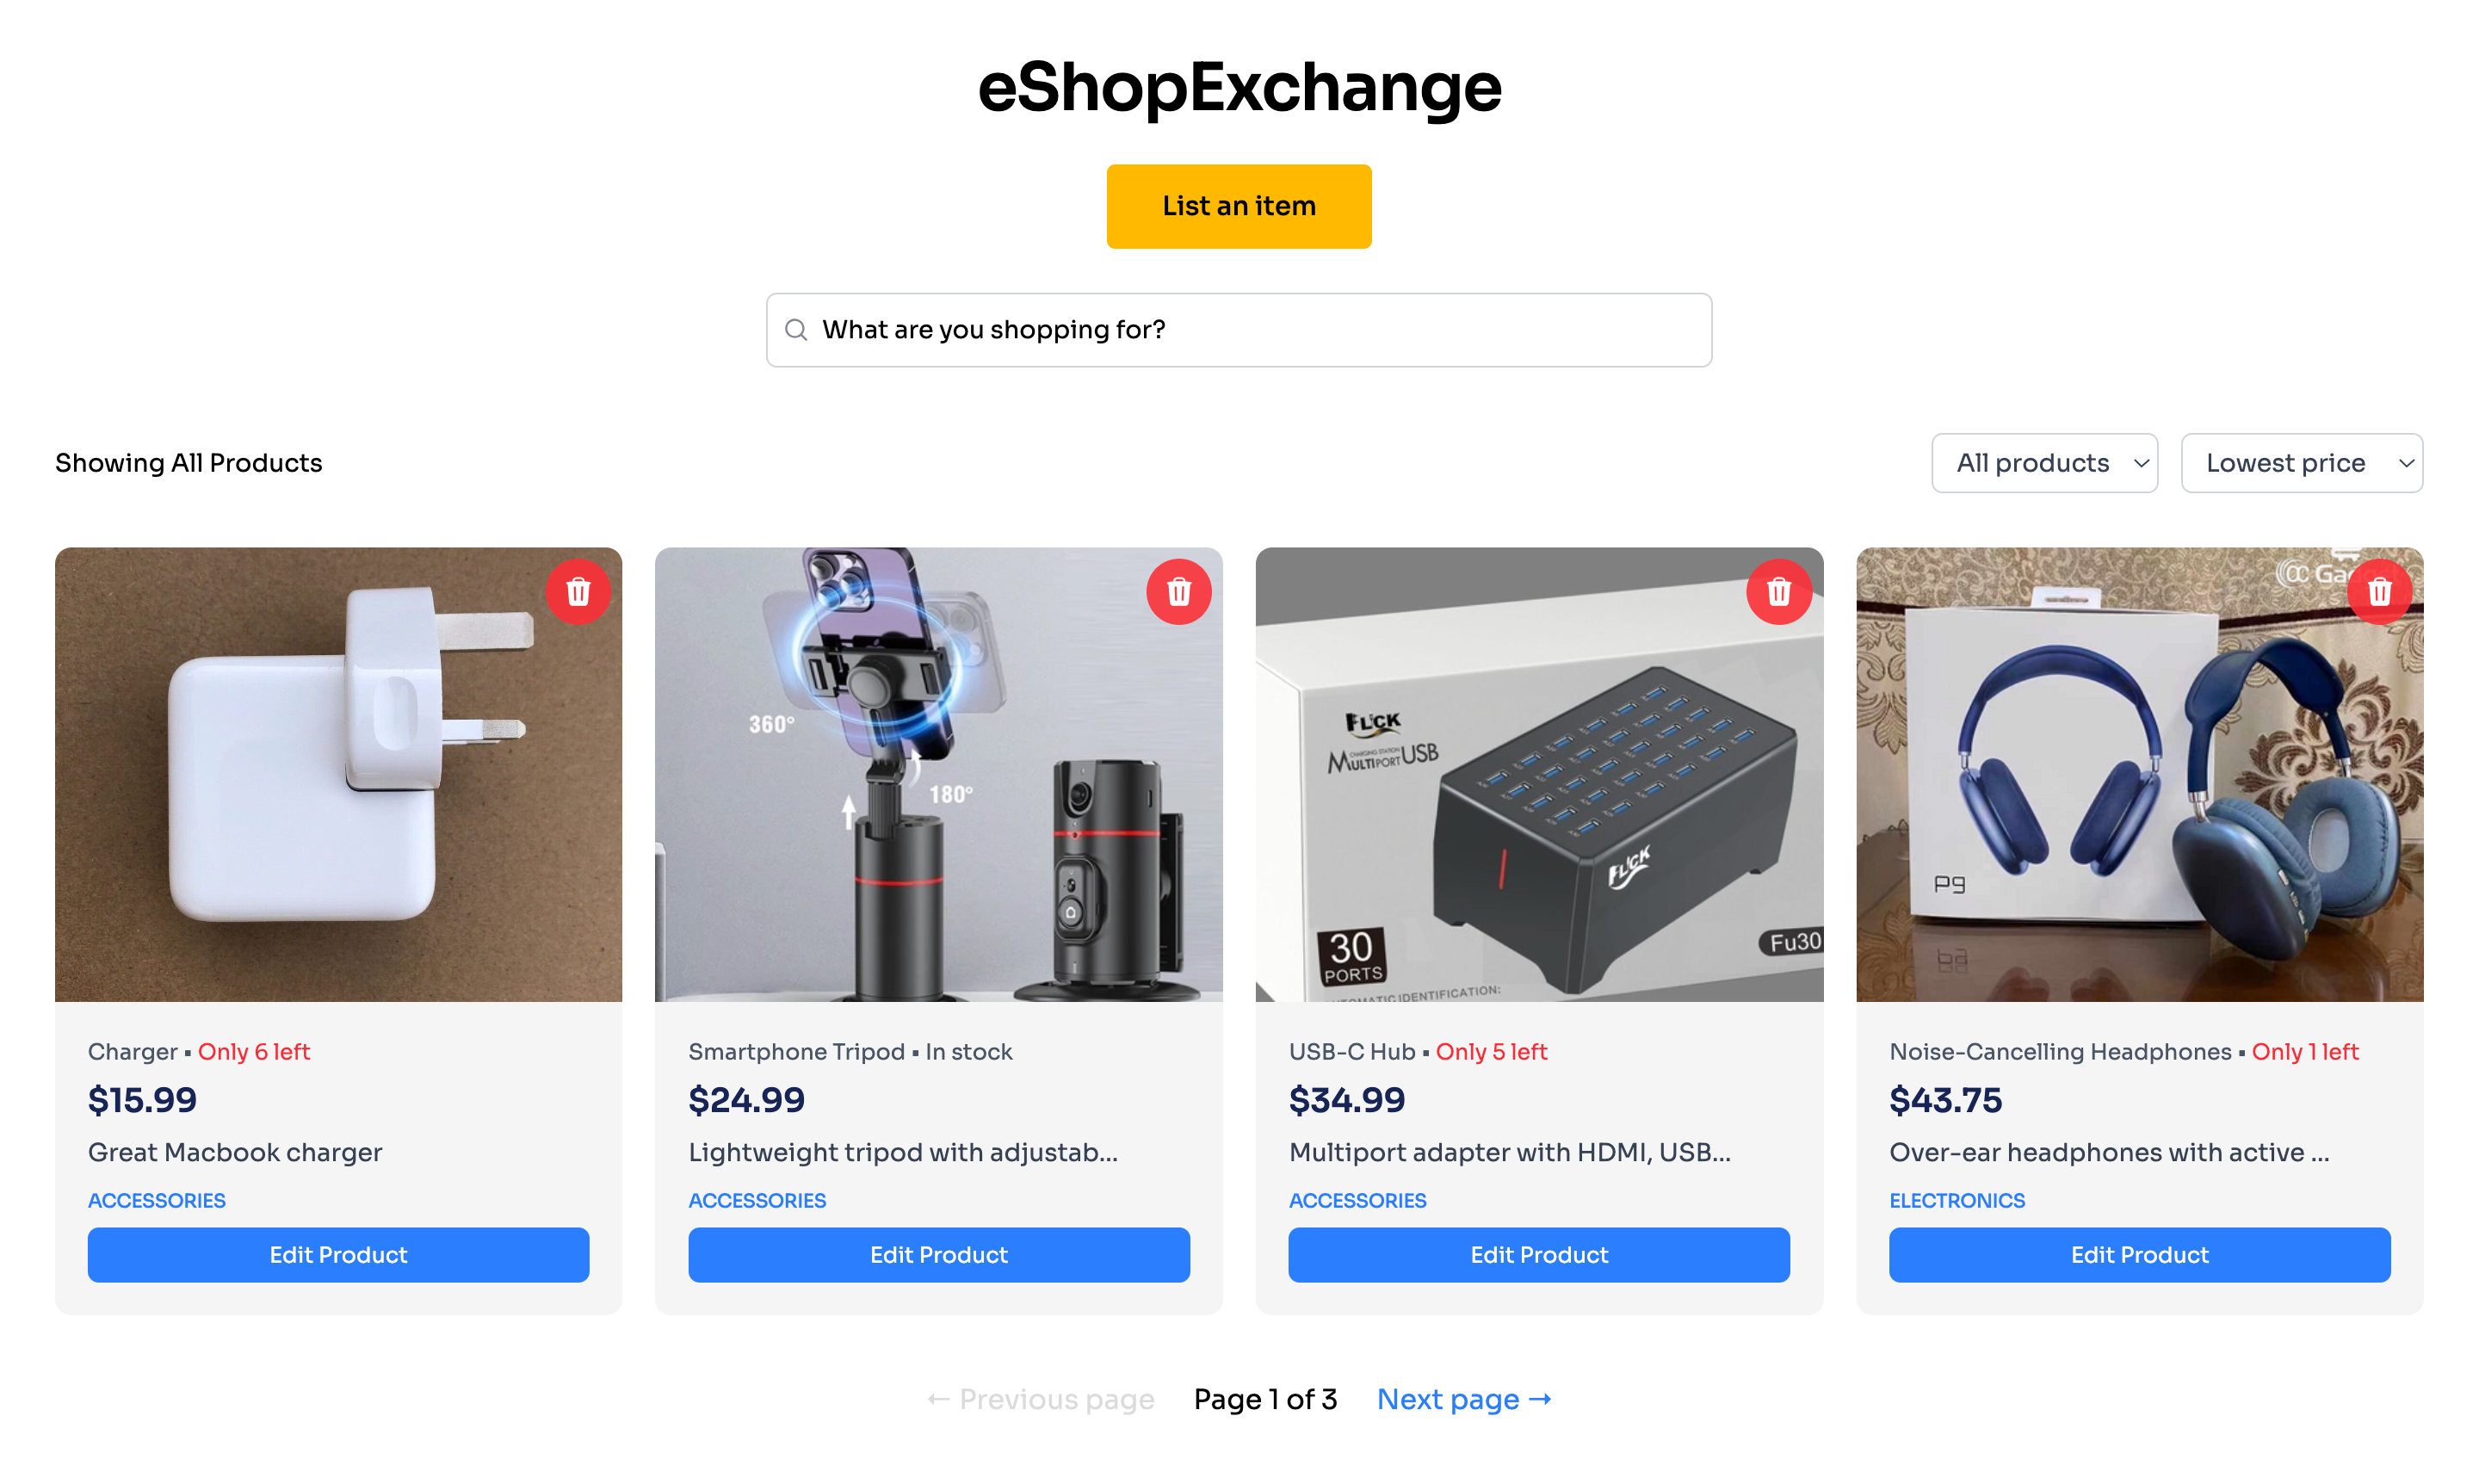 eShopExchange
List an item
What are you shopping for?
Showing All Products
All products
Lowest price
360°
180°
FLICK
CHARGING STATION
MULTIPORT USB
FLICK
30
PORTS
Fu30
AUTOMATIC IDENTIFICATION:
P9
Charger ▪ Only 6 left
$15.99
Great Macbook charger
ACCESSORIES
Edit Product
Smartphone Tripod ▪ In stock
$24.99
Lightweight tripod with adjustab...
ACCESSORIES
Edit Product
USB-C Hub ▪ Only 5 left
$34.99
Multiport adapter with HDMI, USB...
ACCESSORIES
Edit Product
Noise-Cancelling Headphones ▪ Only 1 left
$43.75
Over-ear headphones with active ...
ELECTRONICS
Edit Product
← Previous page
Page 1 of 3
Next page →